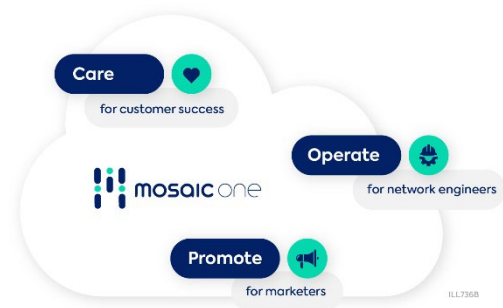 Care
for customer success
Operate
for network engineers
mosaic one
Promote
for marketers
ILL736B